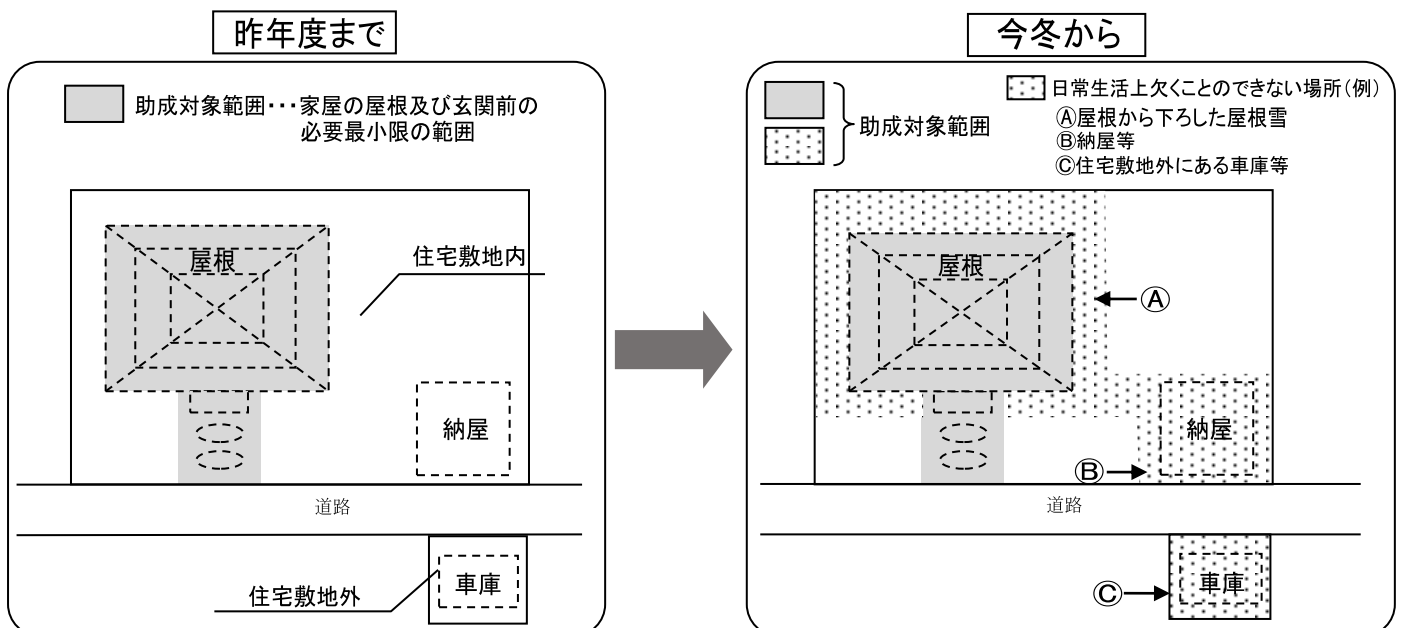 昨年度まで
助成対象範囲･･･家屋の屋根及び玄関前の
必要最小限の範囲
屋根
住宅敷地内
納屋
道路
車庫
住宅敷地外
今冬から
助成対象範囲
日常生活上欠くことのできない場所(例)
Ⓐ屋根から下ろした屋根雪
Ⓑ納屋等
Ⓒ住宅敷地外にある車庫等
屋根
Ⓐ
納屋
Ⓑ
道路
車庫
Ⓒ